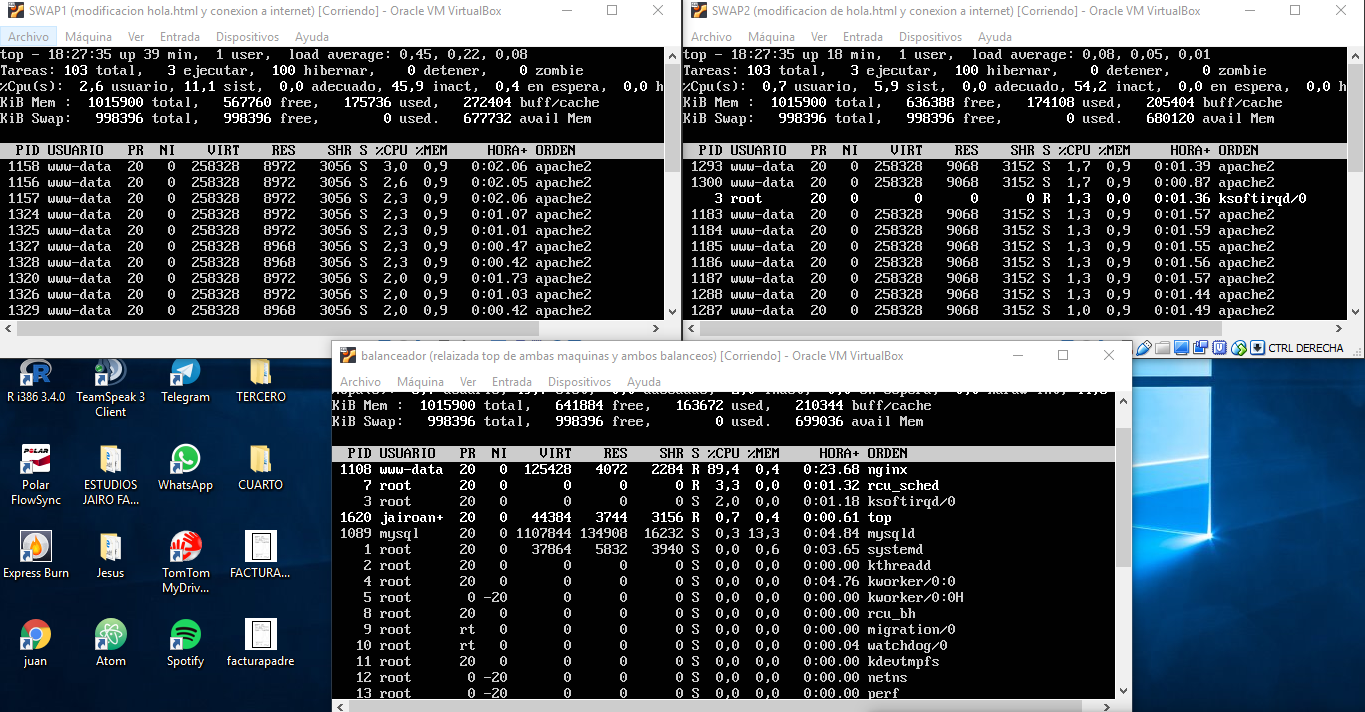 SWAP1 (modificacion hola.html y conexion a internet) [Corriendo] - Oracle VM VirtualBox
Archivo Máquina Ver Entrada Dispositivos Ayuda
top - 18:27:35 up 39 min, 1 user, load average: 0,45, 0,22, 0,08
Tareas: 103 total, 3 ejecutar, 100 hibernar, 0 detener, 0 zombie
%Cpu(s): 2,6 usuario, 11,1 sist, 0,0 adecuado, 45,9 inact, 0,4 en espera, 0,0 h
KiB Mem : 1015900 total, 567760 free, 175736 used, 272404 buff/cache
KiB Swap: 998396 total, 998396 free, 0 used. 677732 avail Mem
PID USUARIO PR NI VIRT RES SHR S %CPU %MEM HORA+ ORDEN
1158 www-data 20 0 258328 8972 3056 S 3,0 0,9 0:02.06 apache2
1156 www-data 20 0 258328 8972 3056 S 2,6 0,9 0:02.05 apache2
1157 www-data 20 0 258328 8972 3056 S 2,3 0,9 0:02.06 apache2
1324 www-data 20 0 258328 8972 3056 S 2,3 0,9 0:01.07 apache2
1325 www-data 20 0 258328 8972 3056 S 2,3 0,9 0:01.01 apache2
1327 www-data 20 0 258328 8968 3056 S 2,3 0,9 0:00.47 apache2
1328 www-data 20 0 258328 8968 3056 S 2,3 0,9 0:00.42 apache2
1320 www-data 20 0 258328 8972 3056 S 2,0 0,9 0:01.73 apache2
1326 www-data 20 0 258328 8972 3056 S 2,0 0,9 0:01.03 apache2
1329 www-data 20 0 258328 8968 3056 S 2,0 0,9 0:00.42 apache2
SWAP2 (modificacion de hola.html y conexion a internet) [Corriendo] - Oracle VM VirtualBox
Archivo Máquina Ver Entrada Dispositivos Ayuda
top - 18:27:35 up 18 min, 1 user, load average: 0,08, 0,05, 0,01
Tareas: 103 total, 3 ejecutar, 100 hibernar, 0 detener, 0 zombie
%Cpu(s): 0,7 usuario, 5,9 sist, 0,0 adecuado, 54,2 inact, 0,0 en espera, 0,0 h
KiB Mem : 1015900 total, 636388 free, 174108 used, 205404 buff/cache
KiB Swap: 998396 total, 998396 free, 0 used. 680120 avail Mem
PID USUARIO PR NI VIRT RES SHR S %CPU %MEM HORA+ ORDEN
1293 www-data 20 0 258328 9068 3152 S 1,7 0,9 0:01.39 apache2
1300 www-data 20 0 258328 9068 3152 S 1,7 0,9 0:00.87 apache2
3 root 20 0 0 0 0 R 1,3 0,0 0:01.36 ksoftirqd/0
1183 www-data 20 0 258328 9068 3152 S 1,3 0,9 0:01.57 apache2
1184 www-data 20 0 258328 9068 3152 S 1,3 0,9 0:01.59 apache2
1185 www-data 20 0 258328 9068 3152 S 1,3 0,9 0:01.55 apache2
1186 www-data 20 0 258328 9068 3152 S 1,3 0,9 0:01.56 apache2
1187 www-data 20 0 258328 9068 3152 S 1,3 0,9 0:01.57 apache2
1288 www-data 20 0 258328 9068 3152 S 1,3 0,9 0:01.44 apache2
1287 www-data 20 0 258328 9068 3152 S 1,0 0,9 0:01.49 apache2
CTRL DERECHA
balanceador (relaizada top de ambas maquinas y ambos balanceos) [Corriendo] - Oracle VM VirtualBox
Archivo Máquina Ver Entrada Dispositivos Ayuda
KiB Mem : 1015900 total, 641884 free, 163672 used, 210344 buff/cache
KiB Swap: 998396 total, 998396 free, 0 used. 699036 avail Mem
PID USUARIO PR NI VIRT RES SHR S %CPU %MEM HORA+ ORDEN
1108 www-data 20 0 125428 4072 2284 R 89,4 0,4 0:23.68 nginx
7 root 20 0 0 0 0 R 3,3 0,0 0:01.32 rcu_sched
3 root 20 0 0 0 0 S 2,0 0,0 0:01.18 ksoftirqd/0
1620 jairoan+ 20 0 44384 3744 3156 R 0,7 0,4 0:00.61 top
1089 mysql 20 0 1107844 134908 16232 S 0,3 13,3 0:04.84 mysqld
1 root 20 0 37864 5832 3940 S 0,0 0,6 0:03.65 systemd
2 root 20 0 0 0 0 S 0,0 0,0 0:00.00 kthreadd
4 root 20 0 0 0 0 S 0,0 0,0 0:04.76 kworker/0:0
5 root 0 -20 0 0 0 S 0,0 0,0 0:00.00 kworker/0:0H
8 root 20 0 0 0 0 S 0,0 0,0 0:00.00 rcu_bh
9 root rt 0 0 0 0 S 0,0 0,0 0:00.00 migration/0
10 root rt 0 0 0 0 S 0,0 0,0 0:00.04 watchdog/0
11 root 20 0 0 0 0 S 0,0 0,0 0:00.00 kdevtmpfs
12 root 0 -20 0 0 0 S 0,0 0,0 0:00.00 netns
13 root 0 -20 0 0 0 S 0,0 0,0 0:00.00 perf
R i386 3.4.0
TeamSpeak 3
Client
Telegram
TERCERO
POLAR
Polar
FlowSync
ESTUDIOS
JAIRO FA...
WhatsApp
CUARTO
Express Burn
Jesus
TomTom
MyDriv...
FACTURA...
juan
Atom
Spotify
facturapadre